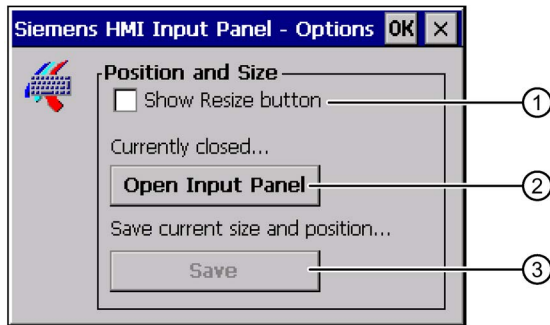 Siemens HMI Input Panel - Options OK ×
Position and Size
Show Resize button 1
Currently closed...
Open Input Panel 2
Save current size and position...
Save 3